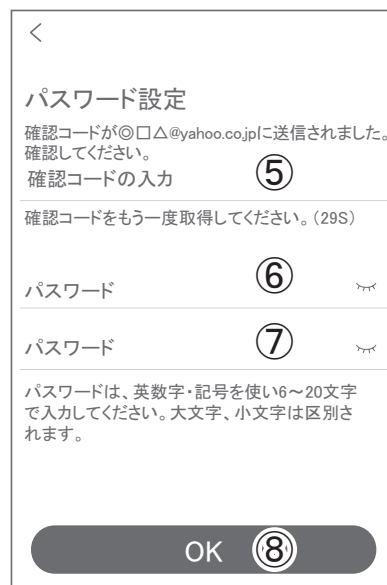 パスワード設定
確認コードが◎□△@yahoo.co.jpに送信されました。
確認してください。
確認コードの入力 ⑤
確認コードをもう一度取得してください。(29S)
パスワード ⑥
パスワード ⑦
パスワードは、英数字・記号を使い6～20文字
で入力してください。大文字、小文字は区別さ
れます。
OK ⑧